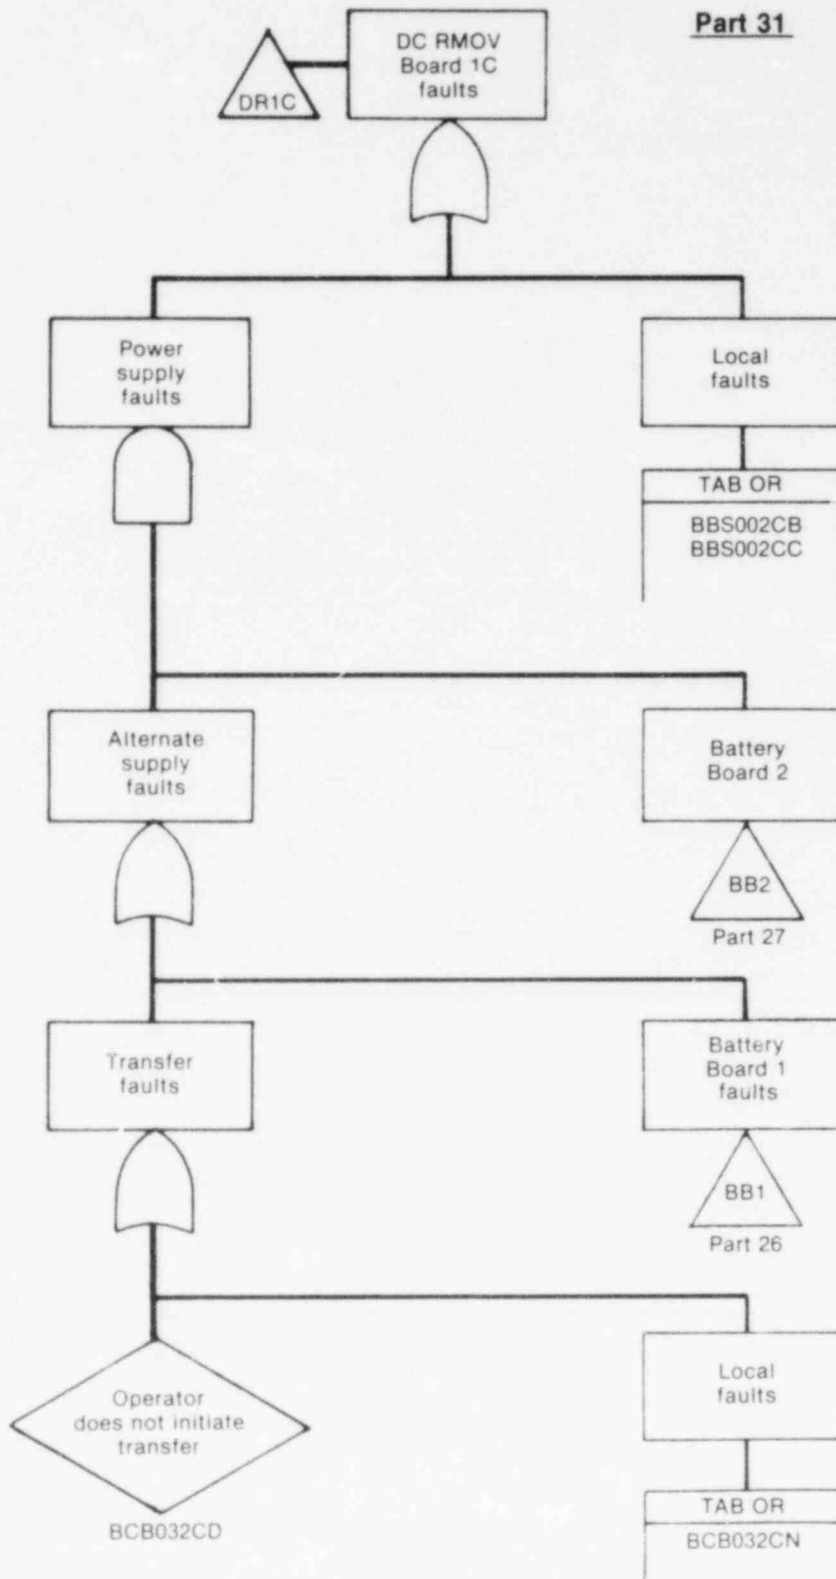 Part 31
DC RMOV
Board 1C
faults
DR1C
Power
supply
faults
Local
faults
TAB OR
BBS002CB
BBS002CC
Alternate
supply
faults
Battery
Board 2
BB2
Part 27
Transfer
faults
Battery
Board 1
faults
BB1
Part 26
Operator
does not initiate
transfer
BCB032CD
Local
faults
TAB OR
BCB032CN